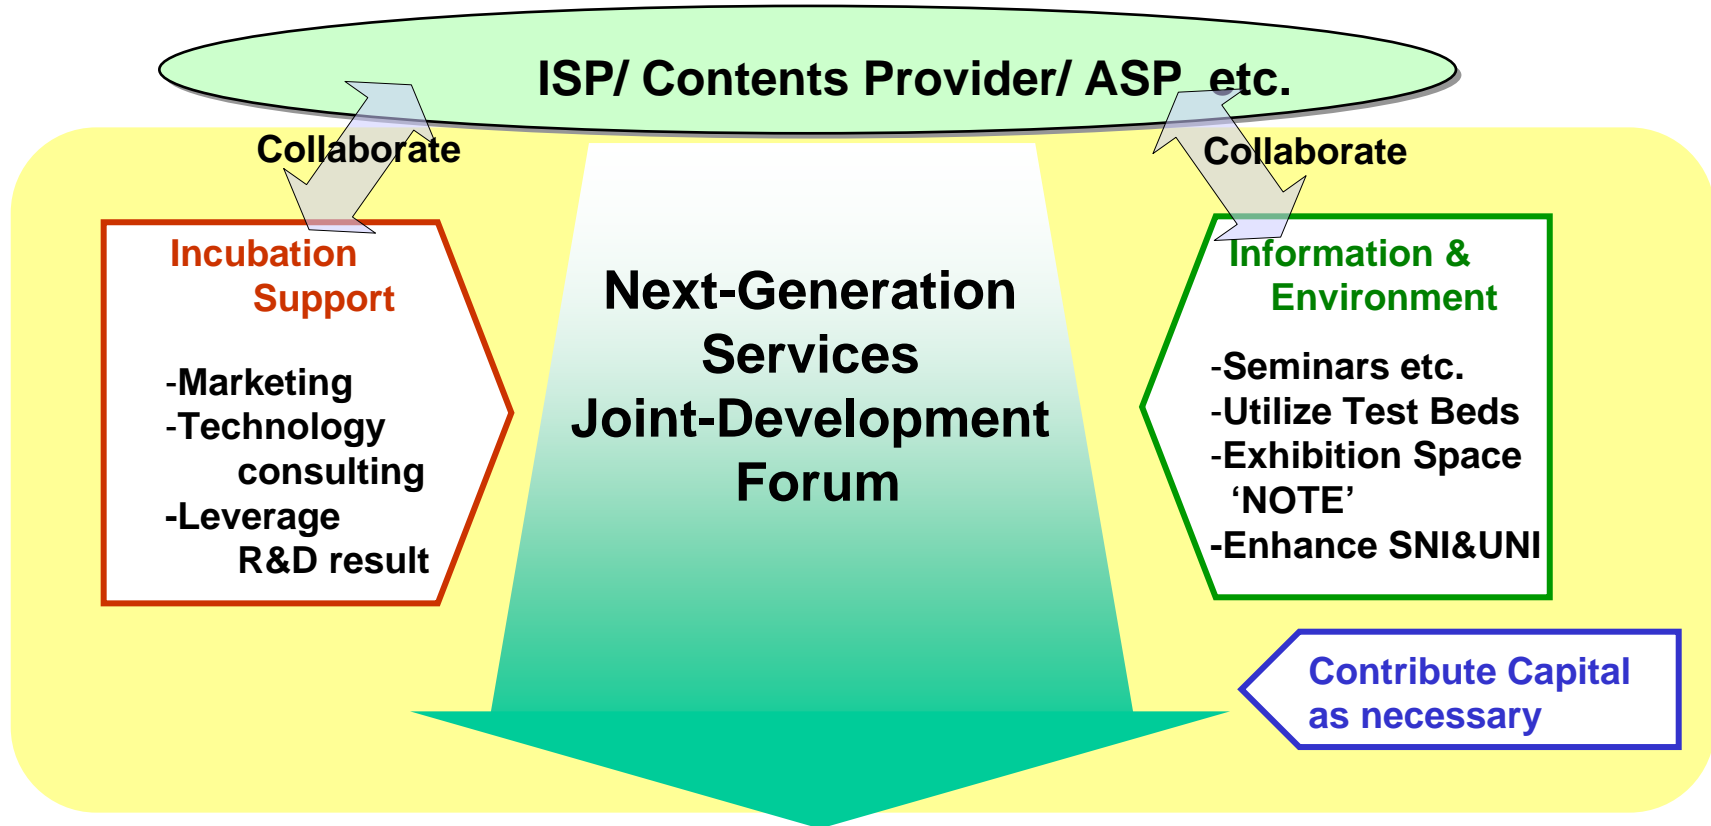 ISP/ Contents Provider/ ASP etc.
Collaborate
Collaborate
Incubation
Support
-Marketing
-Technology
consulting
-Leverage
R&D result
Next-Generation
Services
Joint-Development
Forum
Information &
Environment
-Seminars etc.
-Utilize Test Beds
-Exhibition Space
‘NOTE’
-Enhance SNI&UNI
Contribute Capital
as necessary